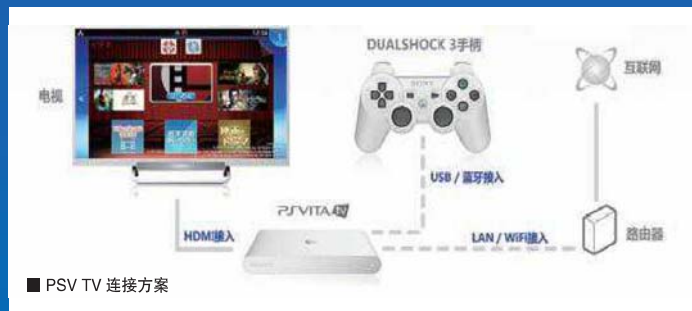 DUALSHOCK 3手柄
SONY
互联网
电视
USB / 蓝牙接入
PSVITA TV
HDMI接入
LAN / WiFi接入
路由器
■ PSV TV 连接方案